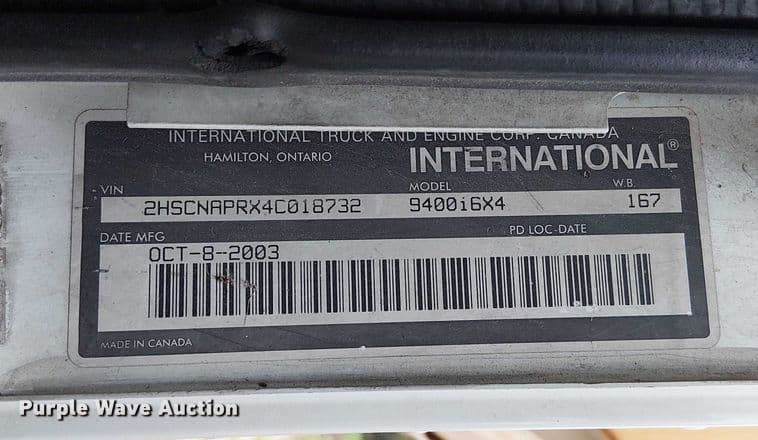 INTERNATIONAL TRUCK AND ENGINE CORP. CANADA
HAMILTON, ONTARIO INTERNATIONAL®
VIN MODEL W.B.
2HSCNAPRX4C018732 9400i6X4 167
DATE MFG PD LOC-DATE
OCT-8-2003
MADE IN CANADA
Purple Wave Auction